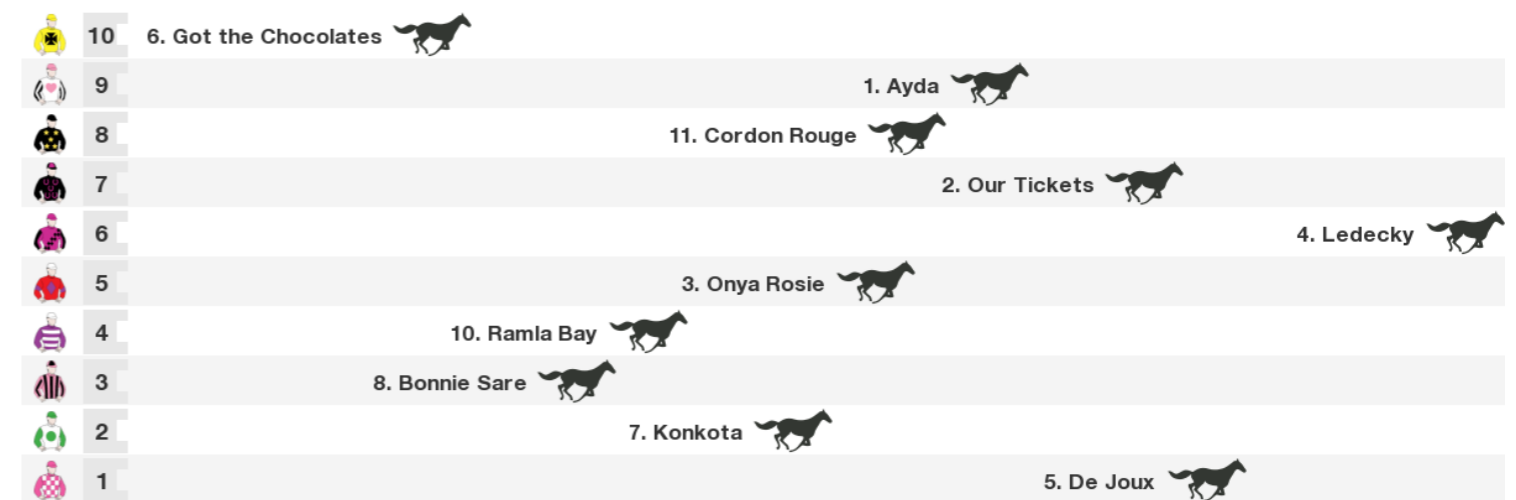 10 6. Got the Chocolates
9 1. Ayda
8 11. Cordon Rouge
7 2. Our Tickets
6 4. Ledecky
5 3. Onya Rosie
4 10. Ramla Bay
3 8. Bonnie Sare
2 7. Konkota
1 5. De Joux